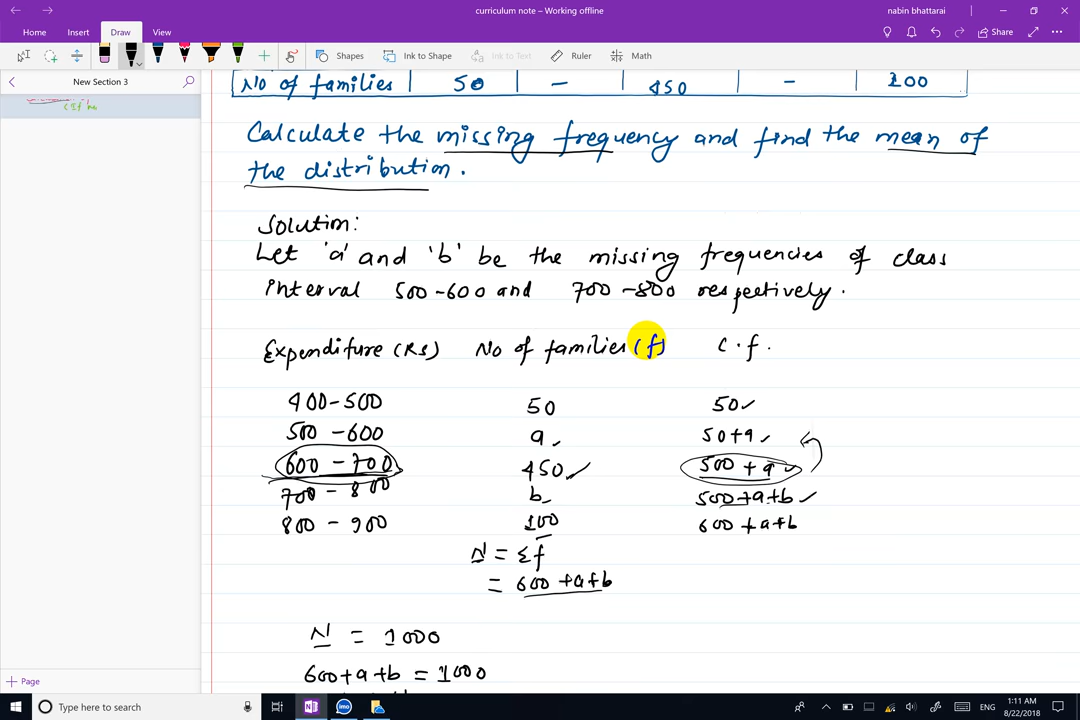 curriculum note – Working offline
nabin bhattarai
Home Insert Draw View
Share
Shapes Ink to Shape Ink to Text Ruler Math
New Section 3
No of families 50 – 450 – 100
Calculate the missing frequency and find the mean of
the distribution.
Solution:
Let 'a' and 'b' be the missing frequencies of class
interval 500-600 and 700-800 respectively.
Expenditure (RS) No of families (f) C.f.
400-500 50 50
500-600 a 50+a
600-700 450 500+a
700-800 b 500+a+b
800-900 100 600+a+b
N = Σf
= 600+a+b
N = 1000
600+a+b = 1000
+ Page
Type here to search
ENG
1:11 AM
8/22/2018